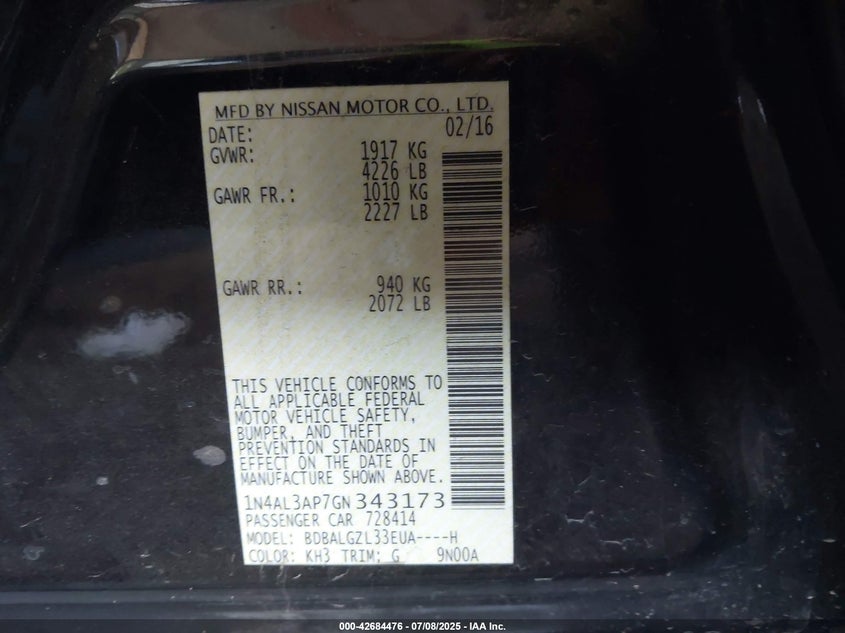 MFD BY NISSAN MOTOR CO., LTD.
DATE: 02/16
GVWR: 1917 KG
4226 LB
GAWR FR.: 1010 KG
2227 LB
GAWR RR.: 940 KG
2072 LB
THIS VEHICLE CONFORMS TO
ALL APPLICABLE FEDERAL
MOTOR VEHICLE SAFETY,
BUMPER, AND THEFT
PREVENTION STANDARDS IN
EFFECT ON THE DATE OF
MANUFACTURE SHOWN ABOVE.
1N4AL3AP7GN343173
PASSENGER CAR 728414
MODEL: BDBALGZL33EUA----H
COLOR: KH3 TRIM; G 9N00A
000-42684476 - 07/08/2025 - IAA Inc.